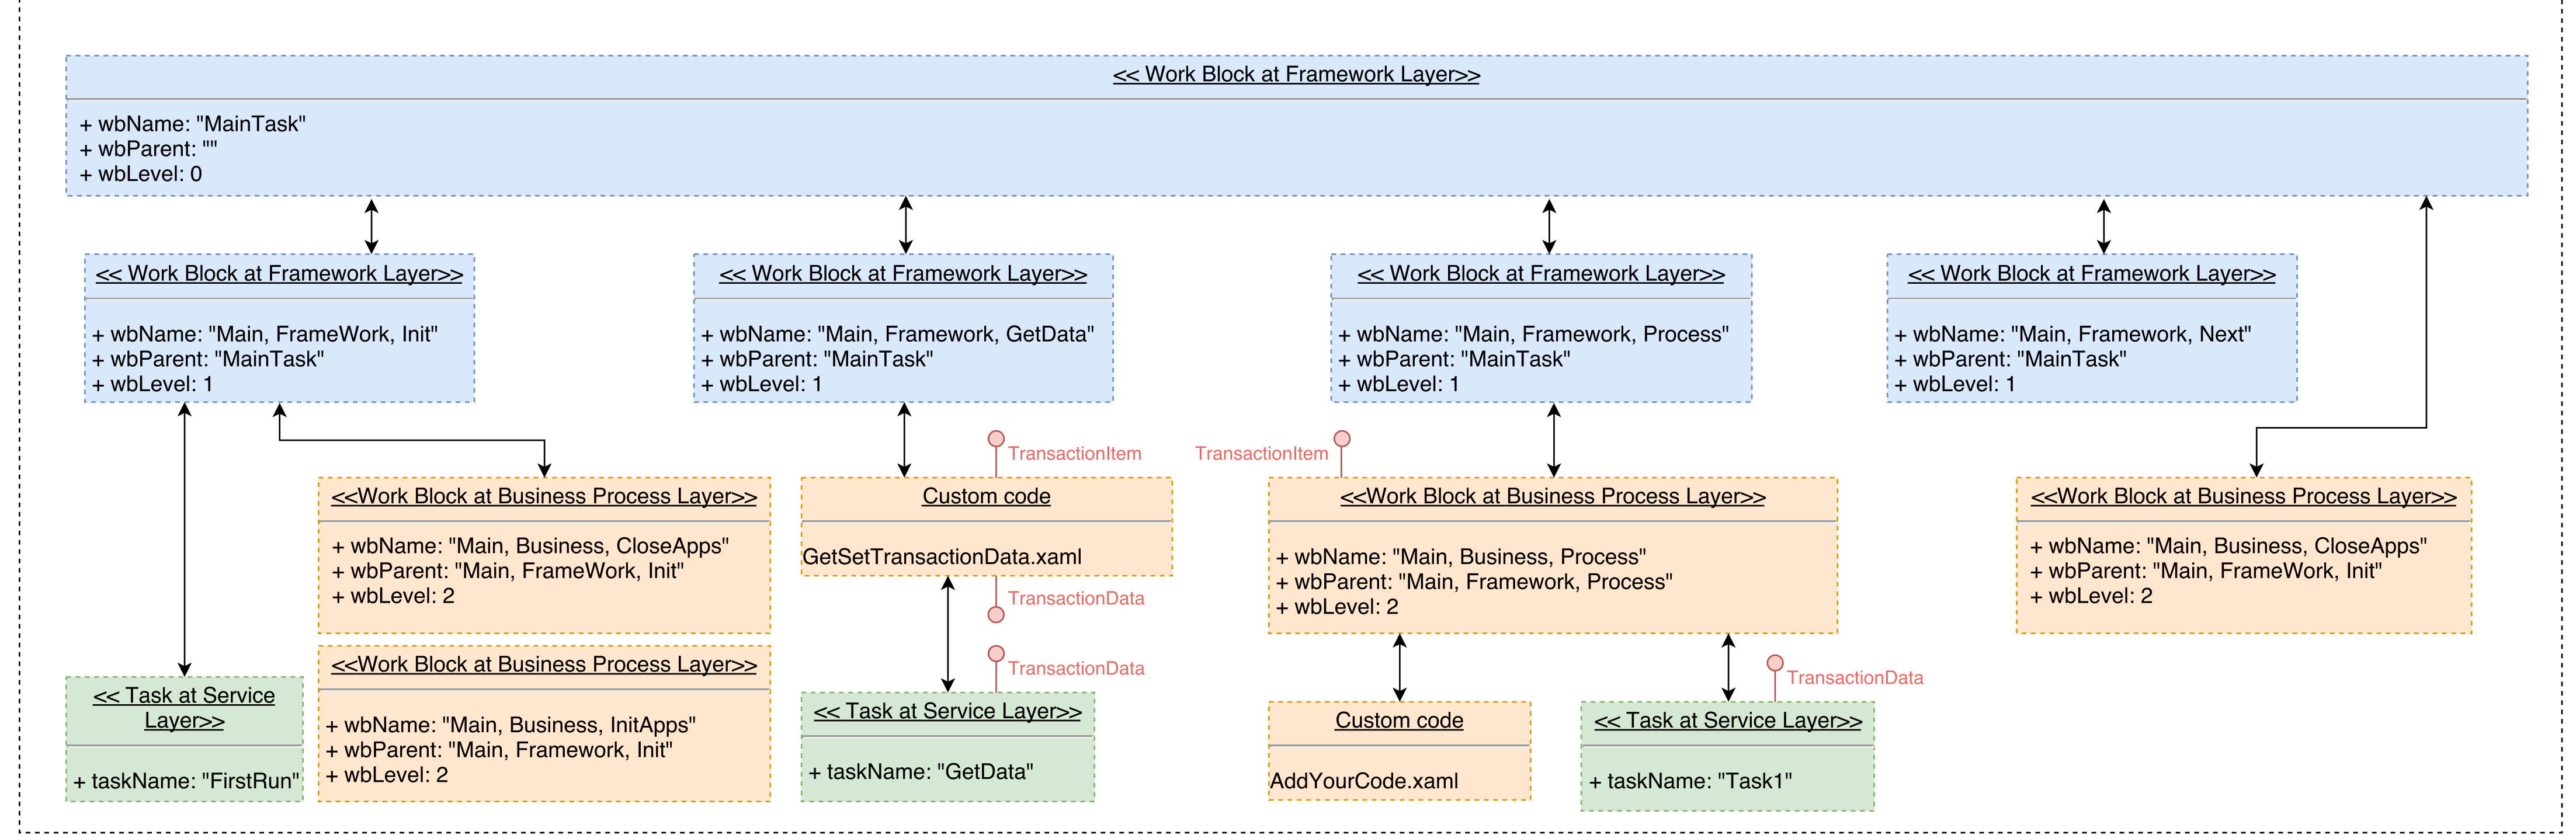 << Work Block at Framework Layer>>
+ wbName: "MainTask"
+ wbParent: ""
+ wbLevel: 0
<< Work Block at Framework Layer>>
+ wbName: "Main, FrameWork, Init"
+ wbParent: "MainTask"
+ wbLevel: 1
<< Work Block at Framework Layer>>
+ wbName: "Main, Framework, GetData"
+ wbParent: "MainTask"
+ wbLevel: 1
<< Work Block at Framework Layer>>
+ wbName: "Main, Framework, Process"
+ wbParent: "MainTask"
+ wbLevel: 1
<< Work Block at Framework Layer>>
+ wbName: "Main, Framework, Next"
+ wbParent: "MainTask"
+ wbLevel: 1
<<Work Block at Business Process Layer>>
+ wbName: "Main, Business, CloseApps"
+ wbParent: "Main, FrameWork, Init"
+ wbLevel: 2
TransactionItem
Custom code
GetSetTransactionData.xaml
TransactionData
TransactionItem
<<Work Block at Business Process Layer>>
+ wbName: "Main, Business, Process"
+ wbParent: "Main, Framework, Process"
+ wbLevel: 2
<<Work Block at Business Process Layer>>
+ wbName: "Main, Business, CloseApps"
+ wbParent: "Main, FrameWork, Init"
+ wbLevel: 2
<< Task at Service
Layer>>
+ taskName: "FirstRun"
<<Work Block at Business Process Layer>>
+ wbName: "Main, Business, InitApps"
+ wbParent: "Main, Framework, Init"
+ wbLevel: 2
TransactionData
<< Task at Service Layer>>
+ taskName: "GetData"
Custom code
AddYourCode.xaml
TransactionData
<< Task at Service Layer>>
+ taskName: "Task1"